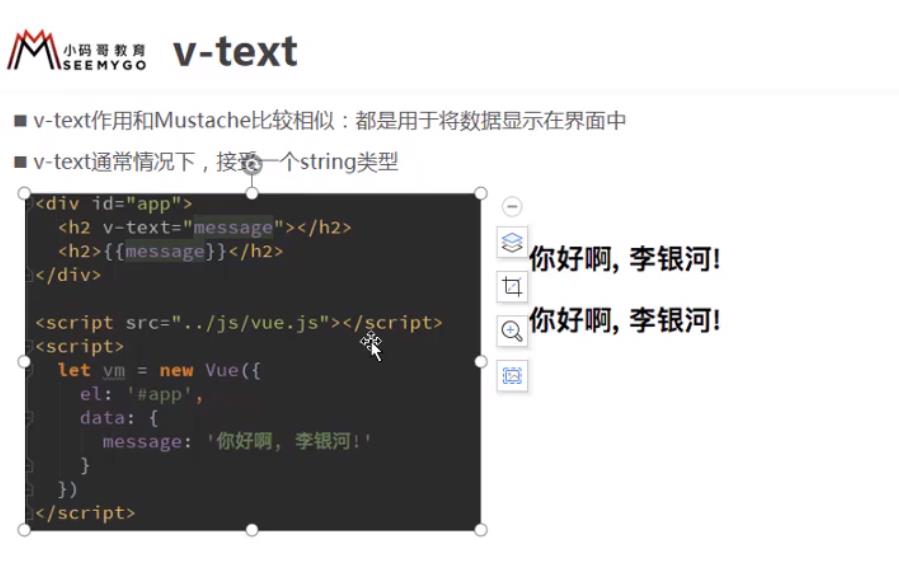 小码哥教育
SEEMYGO
v-text
v-text作用和Mustache比较相似：都是用于将数据显示在界面中
v-text通常情况下，接受一个string类型
<div id="app">
  <h2 v-text="message"></h2>
  <h2>{{message}}</h2>
</div>
<script src="../js/vue.js"></script>
<script>
  let vm = new Vue({
    el: '#app',
    data: {
      message: '你好啊, 李银河!'
    }
  })
</script>
你好啊, 李银河!
你好啊, 李银河!